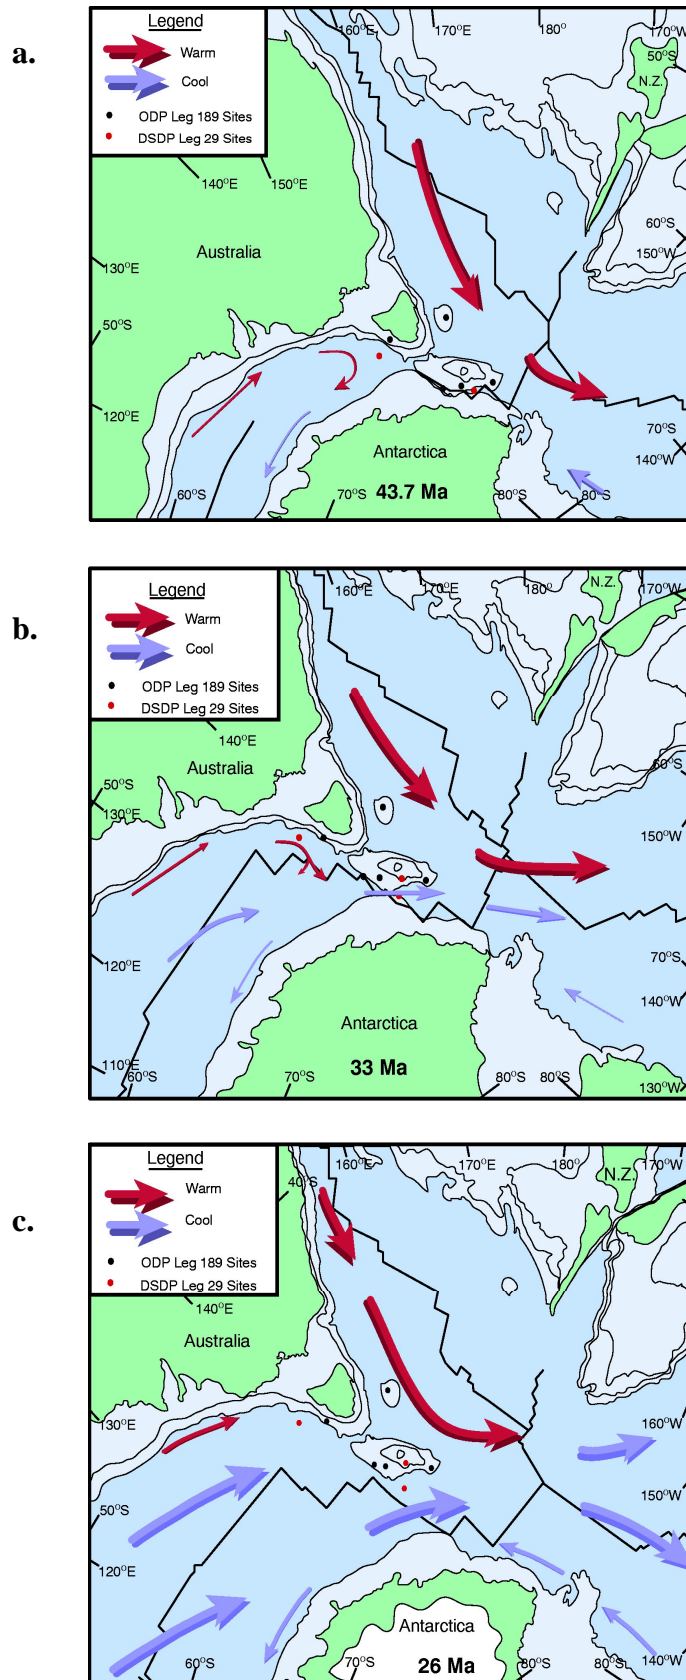 a.
Legend
Warm
Cool
ODP Leg 189 Sites
DSDP Leg 29 Sites
160°E
170°E
180°
170°W
50°S
N.Z.
140°E
150°E
60°S
150°W
Australia
130°E
50°S
120°E
70°S
140°W
Antarctica
43.7 Ma
60°S
70°S
80°S
80°S
b.
Legend
Warm
Cool
ODP Leg 189 Sites
DSDP Leg 29 Sites
160°E
170°E
180°
N.Z.
170°W
140°E
Australia
60°S
50°S
130°E
150°W
120°E
70°S
140°W
Antarctica
33 Ma
110°E
60°S
70°S
80°S
80°S
130°W
c.
Legend
Warm
Cool
ODP Leg 189 Sites
DSDP Leg 29 Sites
160°E
170°E
180°
170°W
N.Z.
40°S
140°E
Australia
130°E
160°W
150°W
50°S
120°E
Antarctica
26 Ma
60°S
70°S
80°S
80°S
140°W